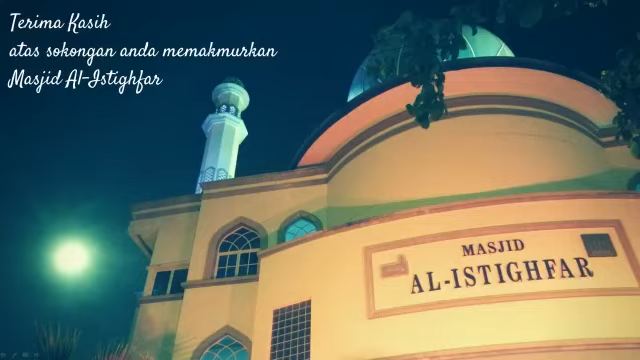 Terima Kasih
atas sokongan anda memakmurkan
Masjid Al-Istighfar
MASJID
AL-ISTIGHFAR